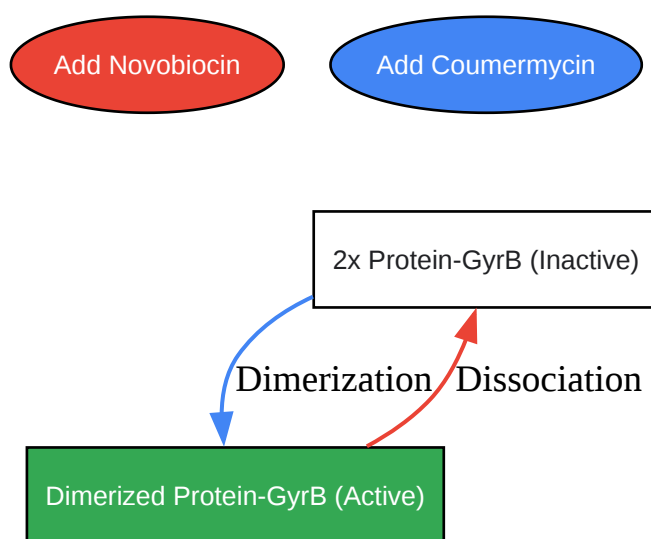 Add Novobiocin
Add Coumermycin
2x Protein-GyrB (Inactive)
Dimerization
Dissociation
Dimerized Protein-GyrB (Active)